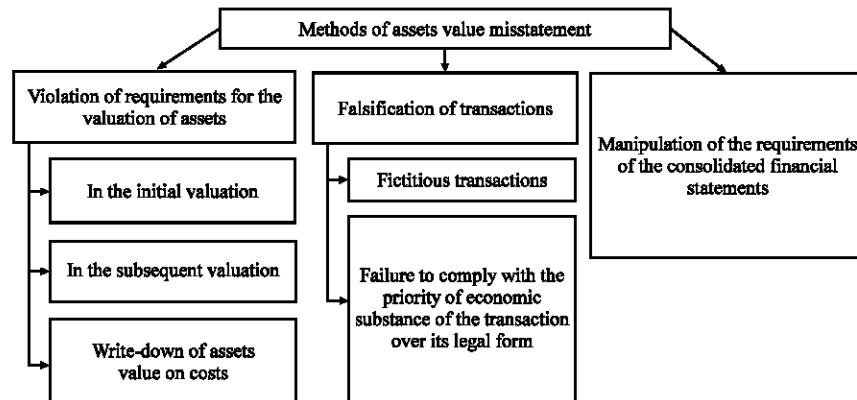 Methods of assets value misstatement
Violation of requirements for the
valuation of assets
In the initial valuation
In the subsequent valuation
Write-down of assets
value on costs
Falsification of transactions
Fictitious transactions
Failure to comply with the
priority of economic
substance of the transaction
over its legal form
Manipulation of the requirements
of the consolidated financial
statements